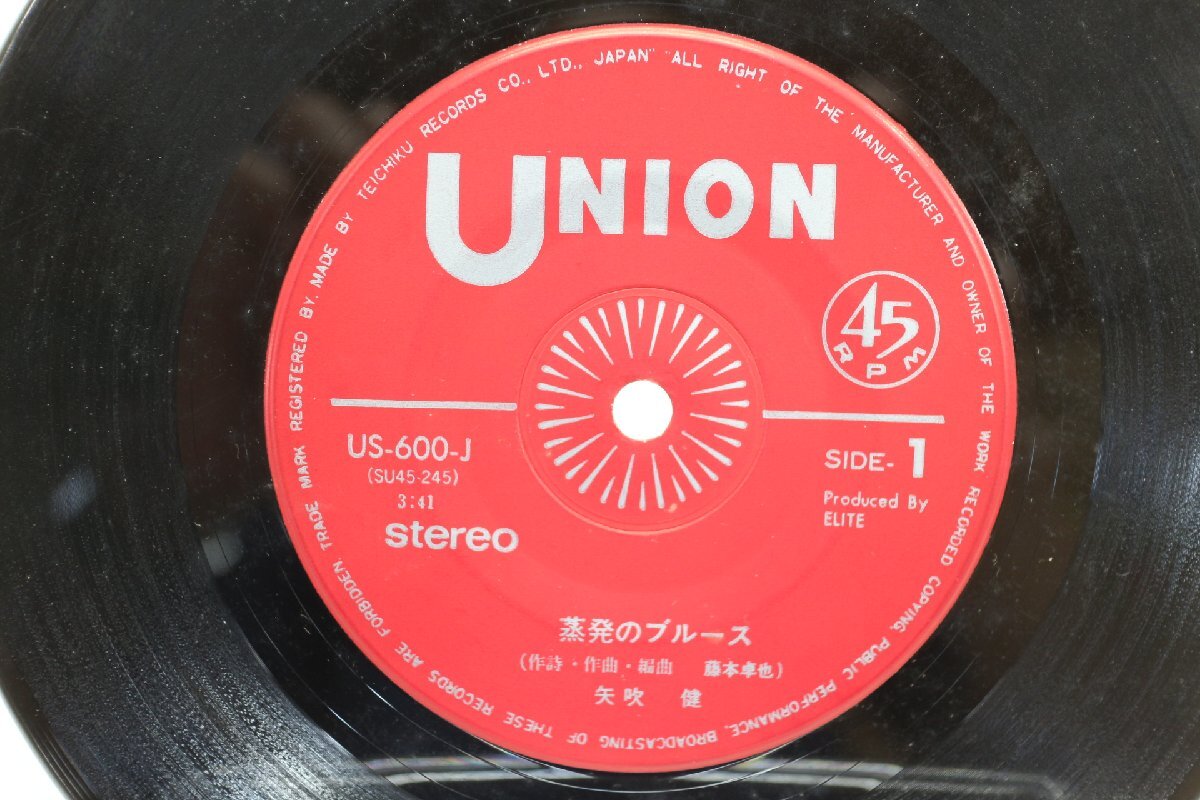 TRADE MARK REGISTERED BY. MADE BY TEICHIKU RECORDS CO., LTD., JAPAN" "ALL RIGHT OF THE MANUFACTURER AND OWNER OF THE WORK RECORDED COPYING, PUBLIC PERFORMANCE, BROADCASTING OF THESE RECORDS ARE FORBIDDEN
UNION
45
RPM
US-600-J
(SU45-245)
3:41
stereo
SIDE-1
Produced By
ELITE
蒸発のブルース
(作詩・作曲・編曲 藤本卓也)
矢吹 健